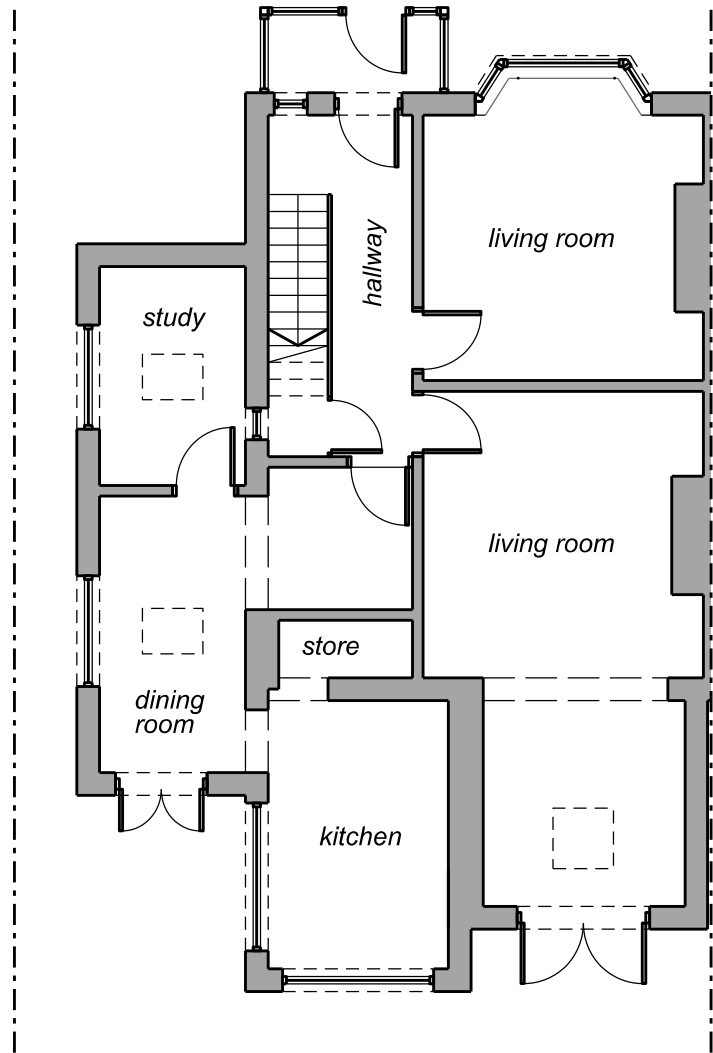 living room
hallway
study
living room
store
dining
room
kitchen